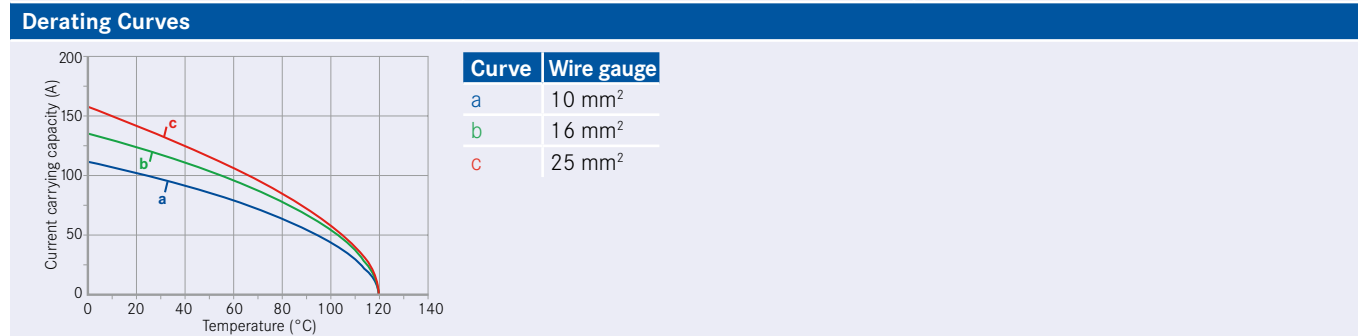 Derating Curves
Current carrying capacity (A)
200
150
100
50
0
c
b
a
0 20 40 60 80 100 120 140
Temperature (°C)
Curve Wire gauge
a 10 mm²
b 16 mm²
c 25 mm²